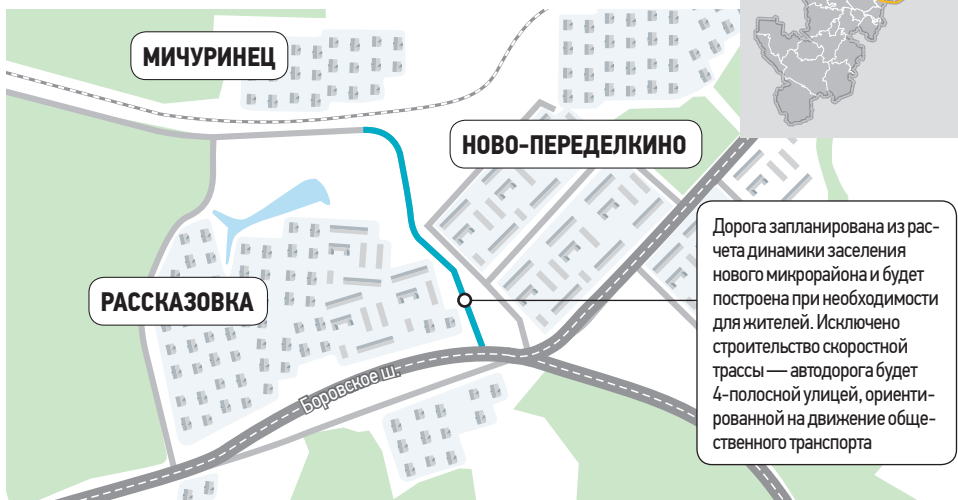 МИЧУРИНЕЦ
НОВО-ПЕРЕДЕЛКИНО
РАССКАЗОВКА
Боровское ш.
Дорога запланирована из рас-
чета динамики заселения
нового микрорайона и будет
построена при необходимости
для жителей. Исключено
строительство скоростной
трассы — автодорога будет
4-полосной улицей, ориенти-
рованной на движение обще-
ственного транспорта